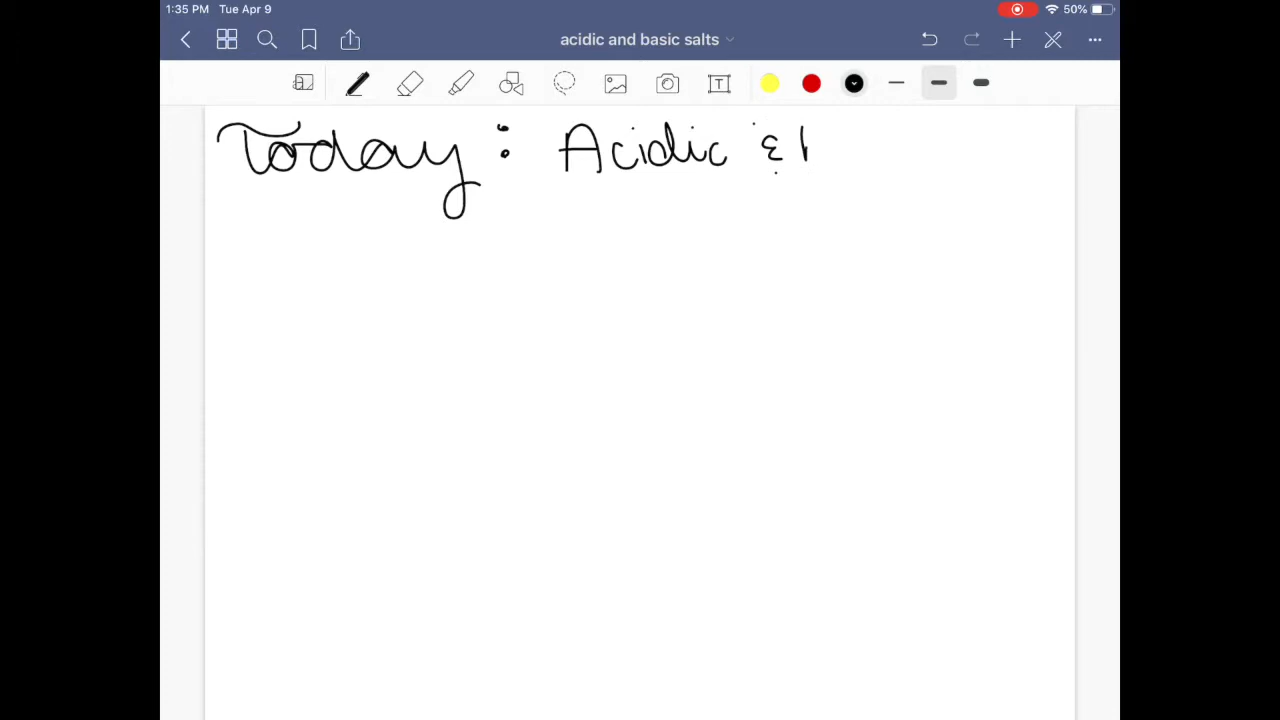 1:35 PM Tue Apr 9 50%
acidic and basic salts
T
Today : Acidic &